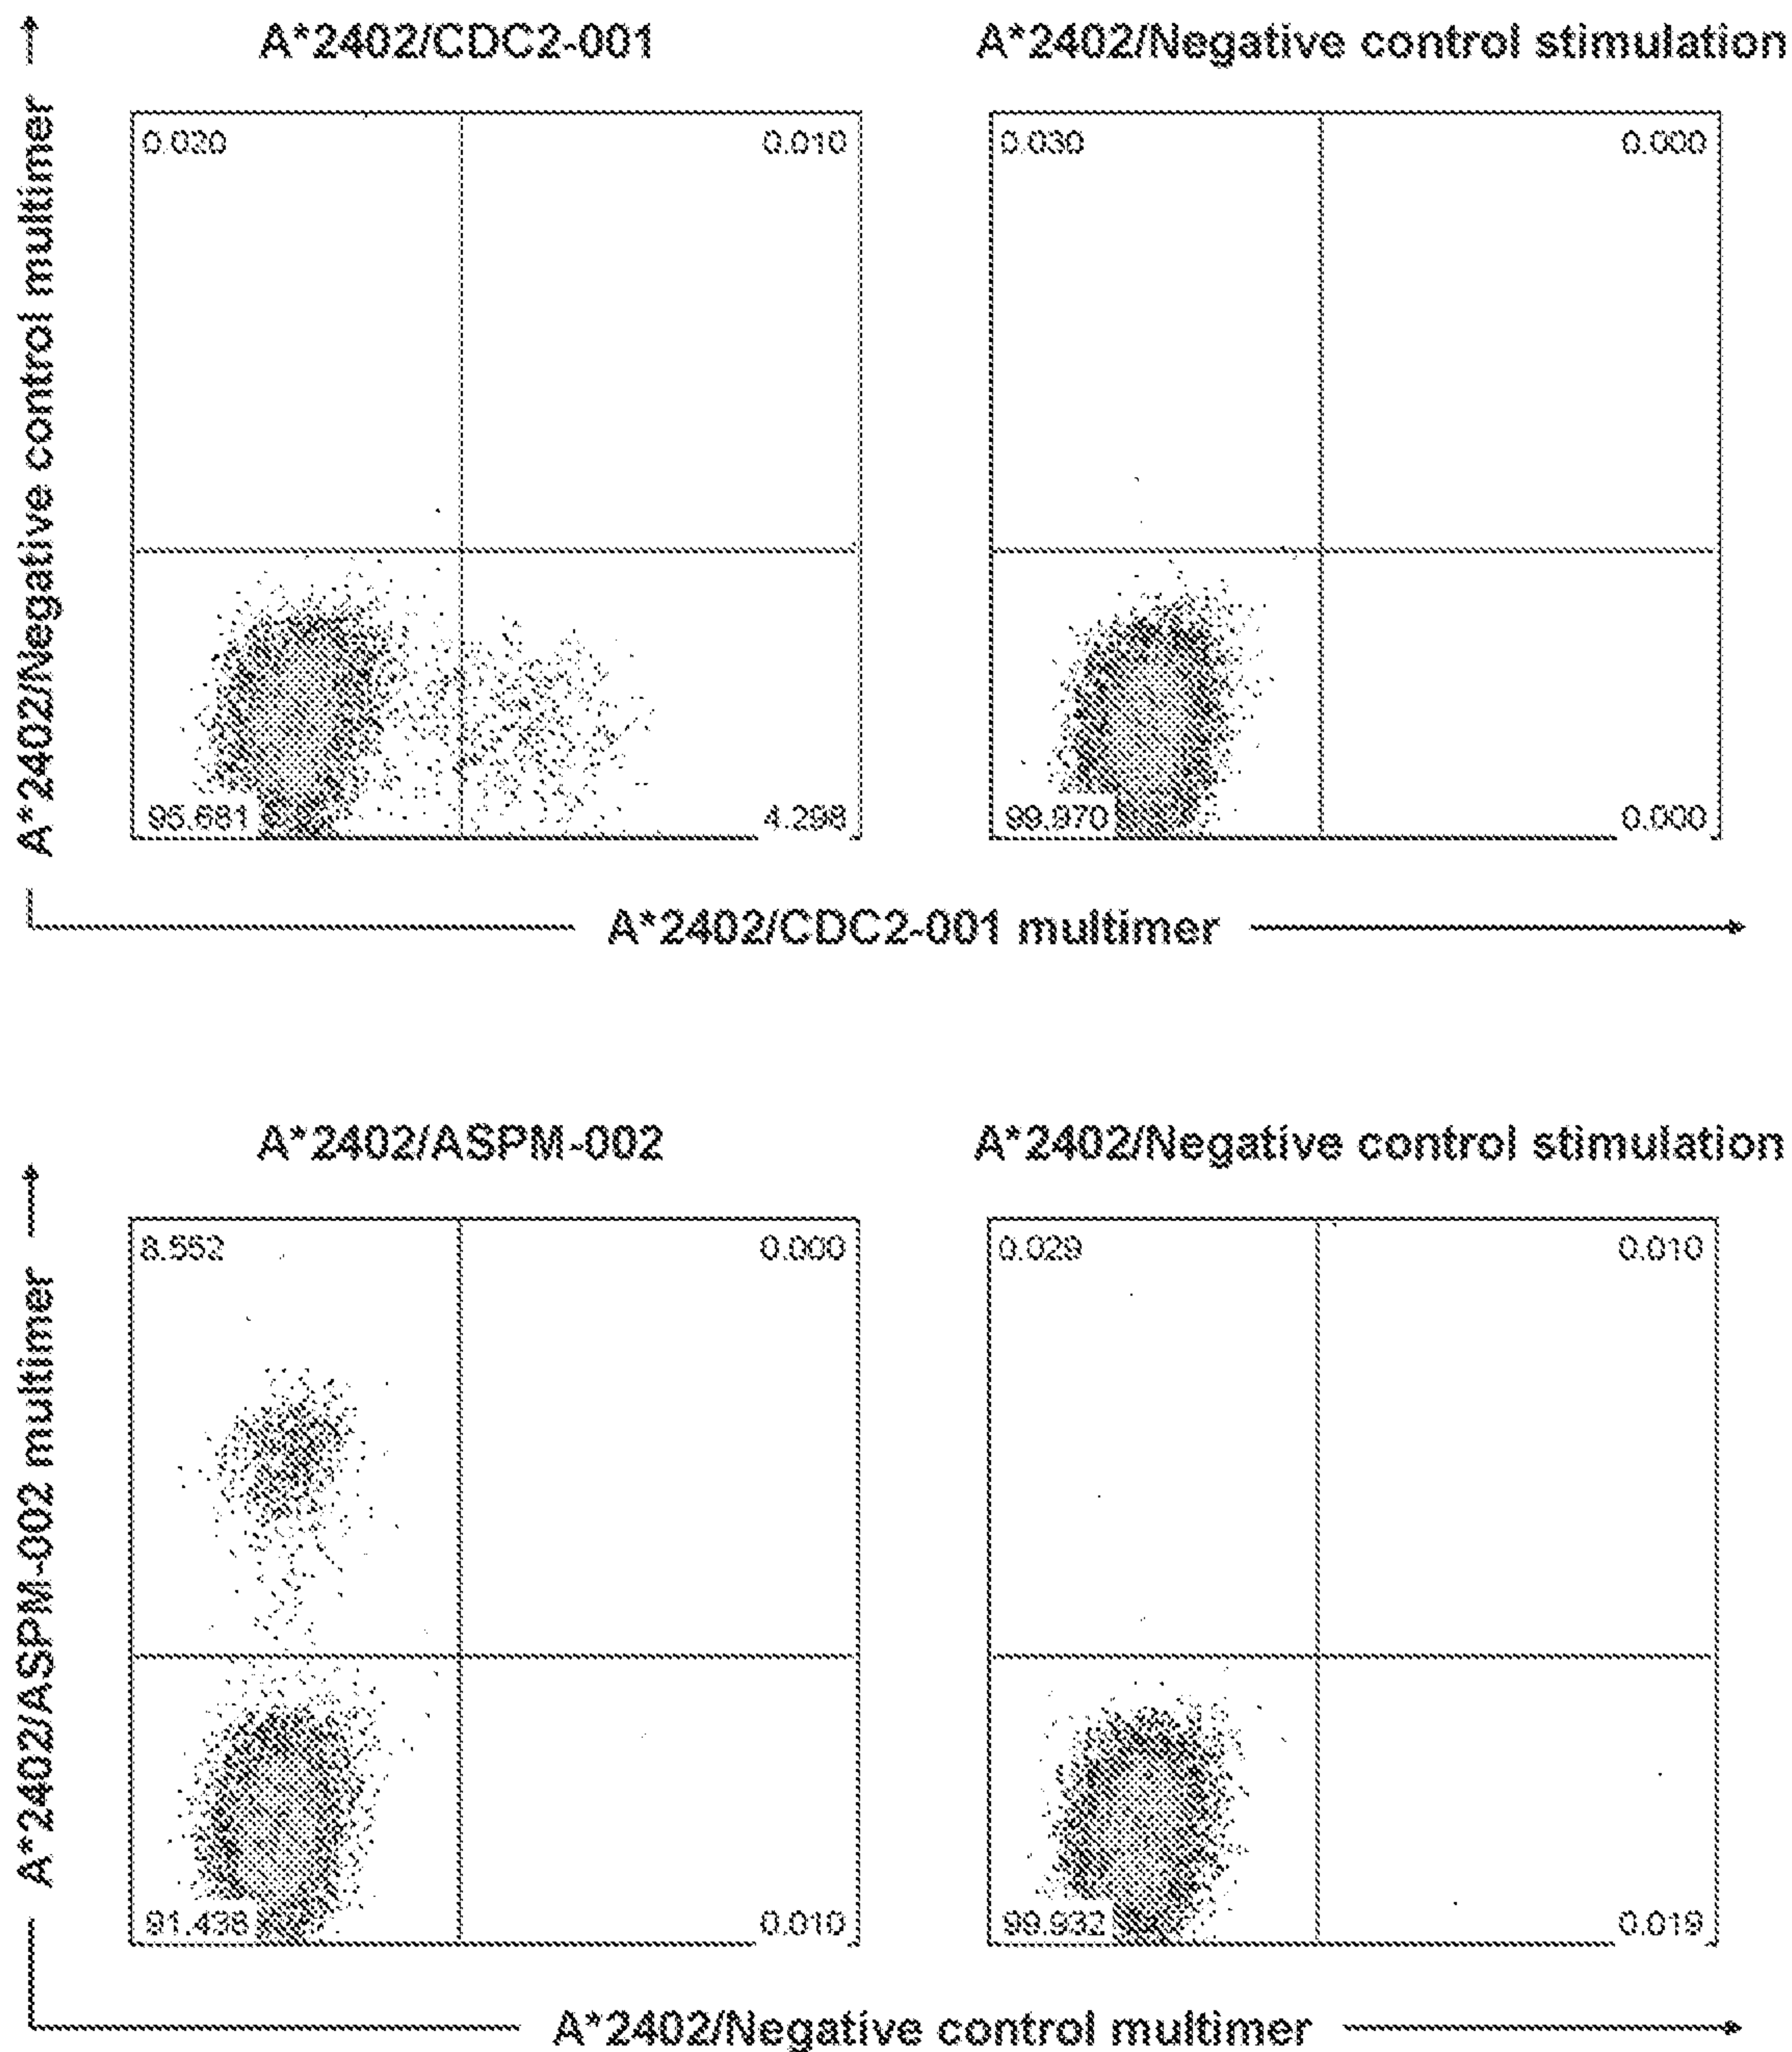 A*2402/CDC2-001
A*2402/Negative control stimulation
A*2402/Negative control multimer
0.020
0.010
95.681
4.298
0.030
0.000
99.970
0.000
A*2402/CDC2-001 multimer
A*2402/ASPM-002
A*2402/Negative control stimulation
A*2402/ASPM-002 multimer
8.552
0.000
91.438
0.010
0.029
0.010
99.932
0.019
A*2402/Negative control multimer